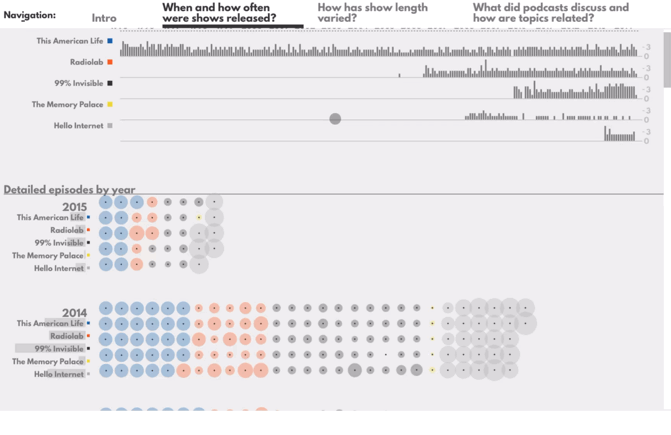 Navigation:
Intro
When and how often
were shows released?
How has show length
varied?
What did podcasts discuss and
how are topics related?
This American Life
3
0
Radiolab
3
0
99% Invisible
3
0
The Memory Palace
3
0
Hello Internet
3
0
Detailed episodes by year
2015
This American Life
Radiolab
99% Invisible
The Memory Palace
Hello Internet
2014
This American Life
Radiolab
99% Invisible
The Memory Palace
Hello Internet